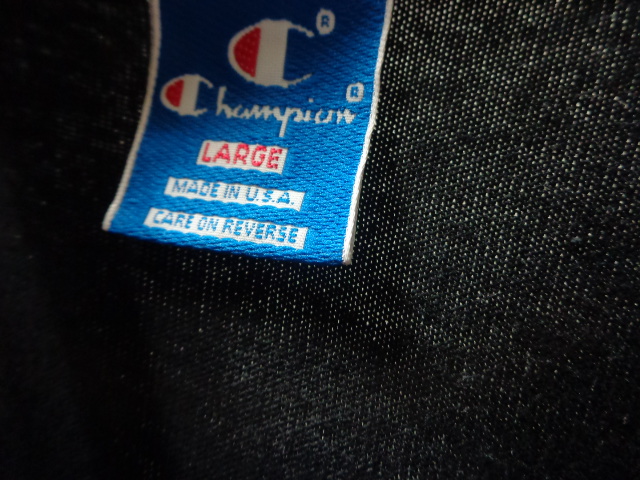 C®
Champion®
LARGE
MADE IN U.S.A.
CARE ON REVERSE